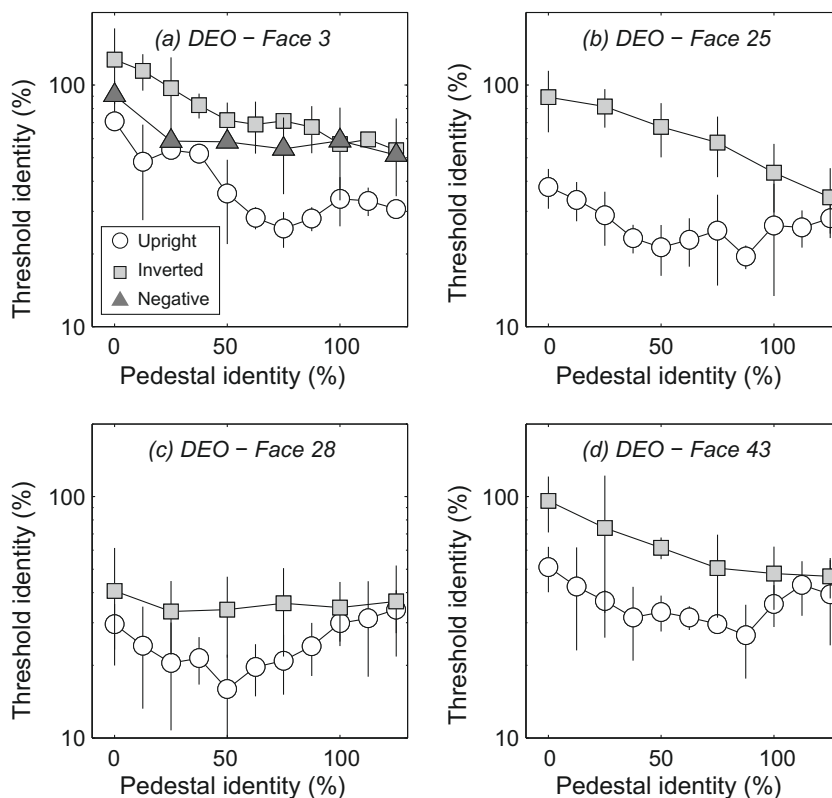 (a) DEO − Face 3
Threshold identity (%)
100
10
Upright
Inverted
Negative
0 50 100
Pedestal identity (%)
(b) DEO − Face 25
Threshold identity (%)
100
10
0 50 100
Pedestal identity (%)
(c) DEO − Face 28
Threshold identity (%)
100
10
0 50 100
Pedestal identity (%)
(d) DEO − Face 43
Threshold identity (%)
100
10
0 50 100
Pedestal identity (%)